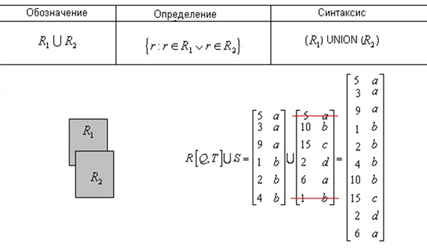 Обозначение Определение Синтаксис
R₁ ⋃ R₂ {r : r ∈ R₁ ∨ r ∈ R₂} (R₁) UNION (R₂)
R₁
R₂
R[Q,T] ⋃ S = ⋃ =
5 a 5 a 5 a
3 a 10 b 3 a
9 a 15 c 9 a
1 b 2 d 1 b
2 b 6 a 2 b
4 b 1 b 4 b
10 b
15 c
2 d
6 a